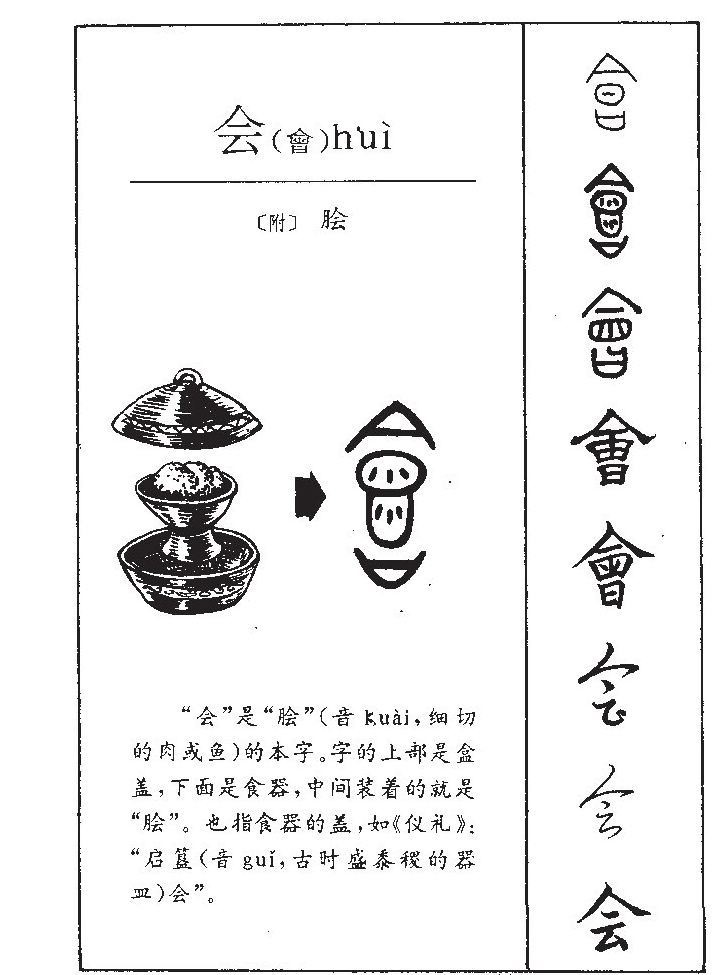 会(會)huì
〔附〕 脍
“会”是“脍”(音 kuài,细切
的肉或鱼)的本字。字的上部是盒
盖,下面是食器,中间装着的就是
“脍”。也指食器的盖,如《仪礼》:
“启簋(音 guǐ,古时盛黍稷的器
皿)会”。
會
會
會
會
會
会
会
会